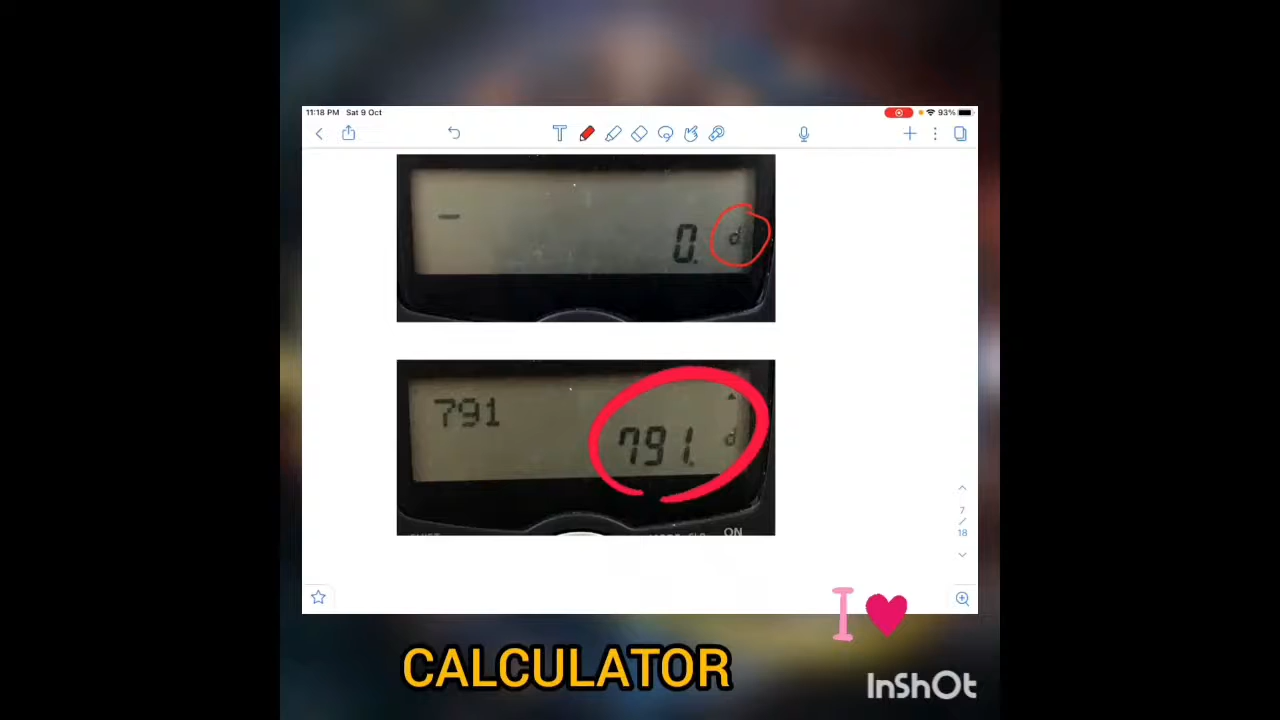 11:18 PM Sat 9 Oct
93%
T
0.
d
791
791.
d
ON
7
/
18
I
CALCULATOR
InShOt